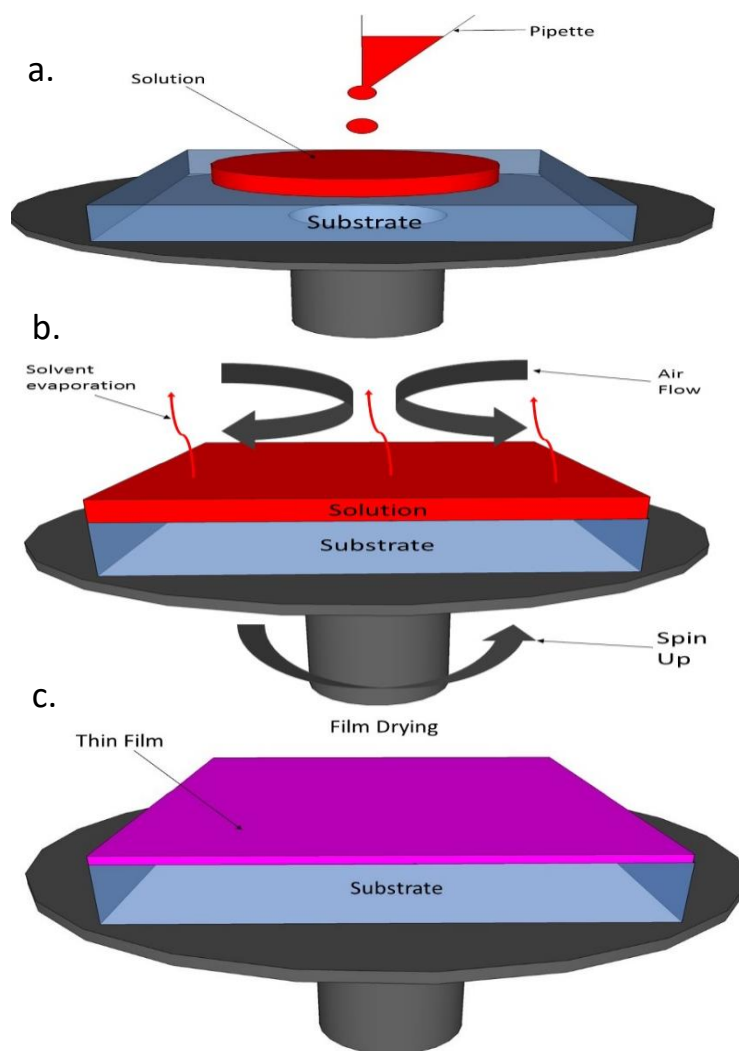 a.
Pipette
Solution
Substrate
b.
Solvent
evaporation
Air
Flow
Solution
Substrate
Spin
Up
c.
Film Drying
Thin Film
Substrate